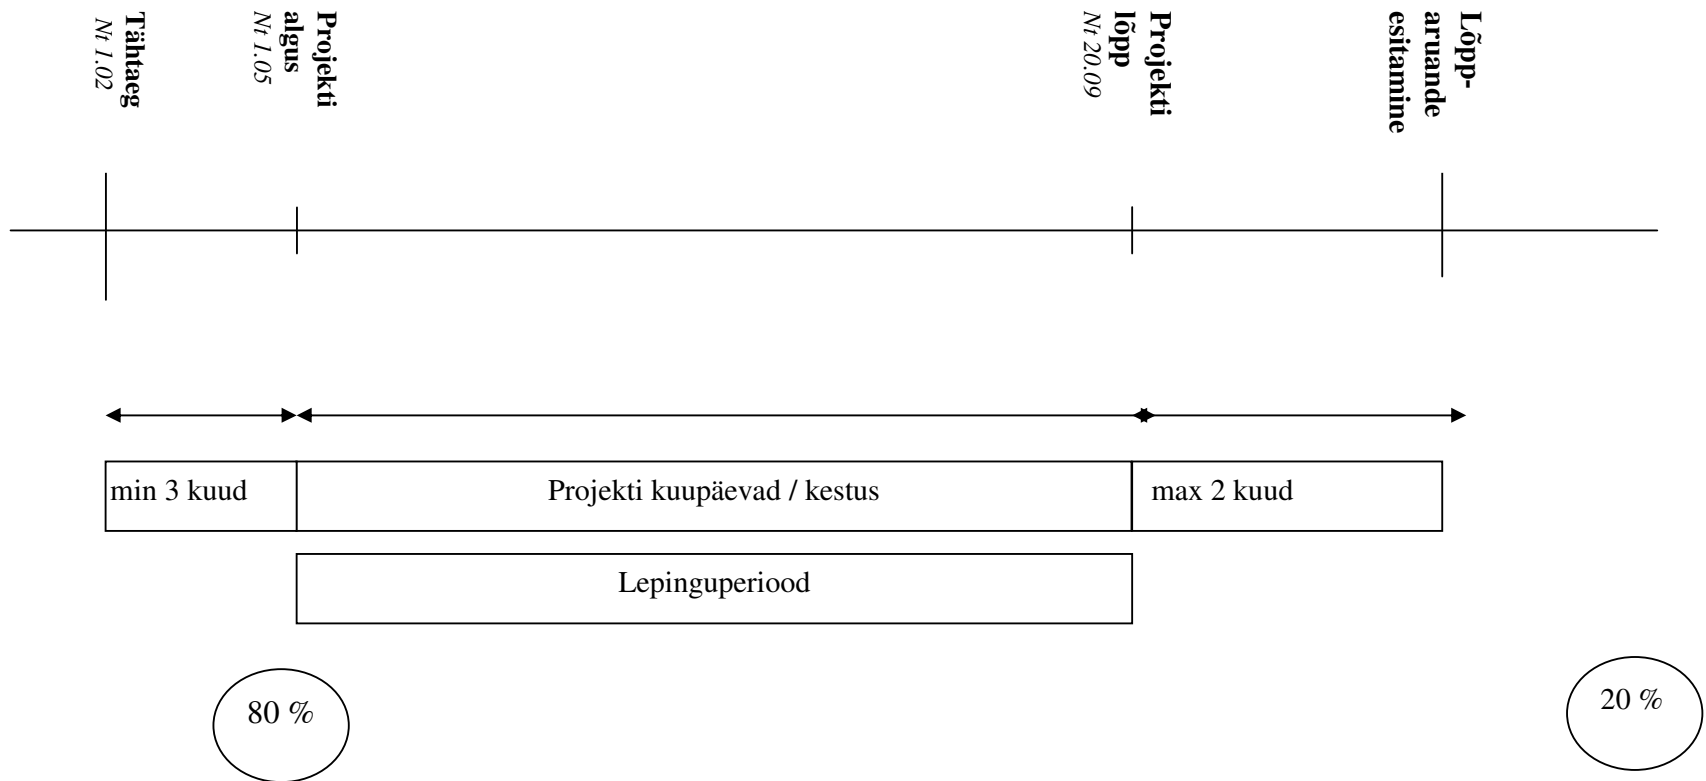 Tähtaeg
Nt 1.02
Projekti
algus
Nt 1.05
Projekti
lõpp
Nt 20.09
Lõpp-
aruande
esitamine
min 3 kuud
Projekti kuupäevad / kestus
max 2 kuud
Lepinguperiood
80 %
20 %